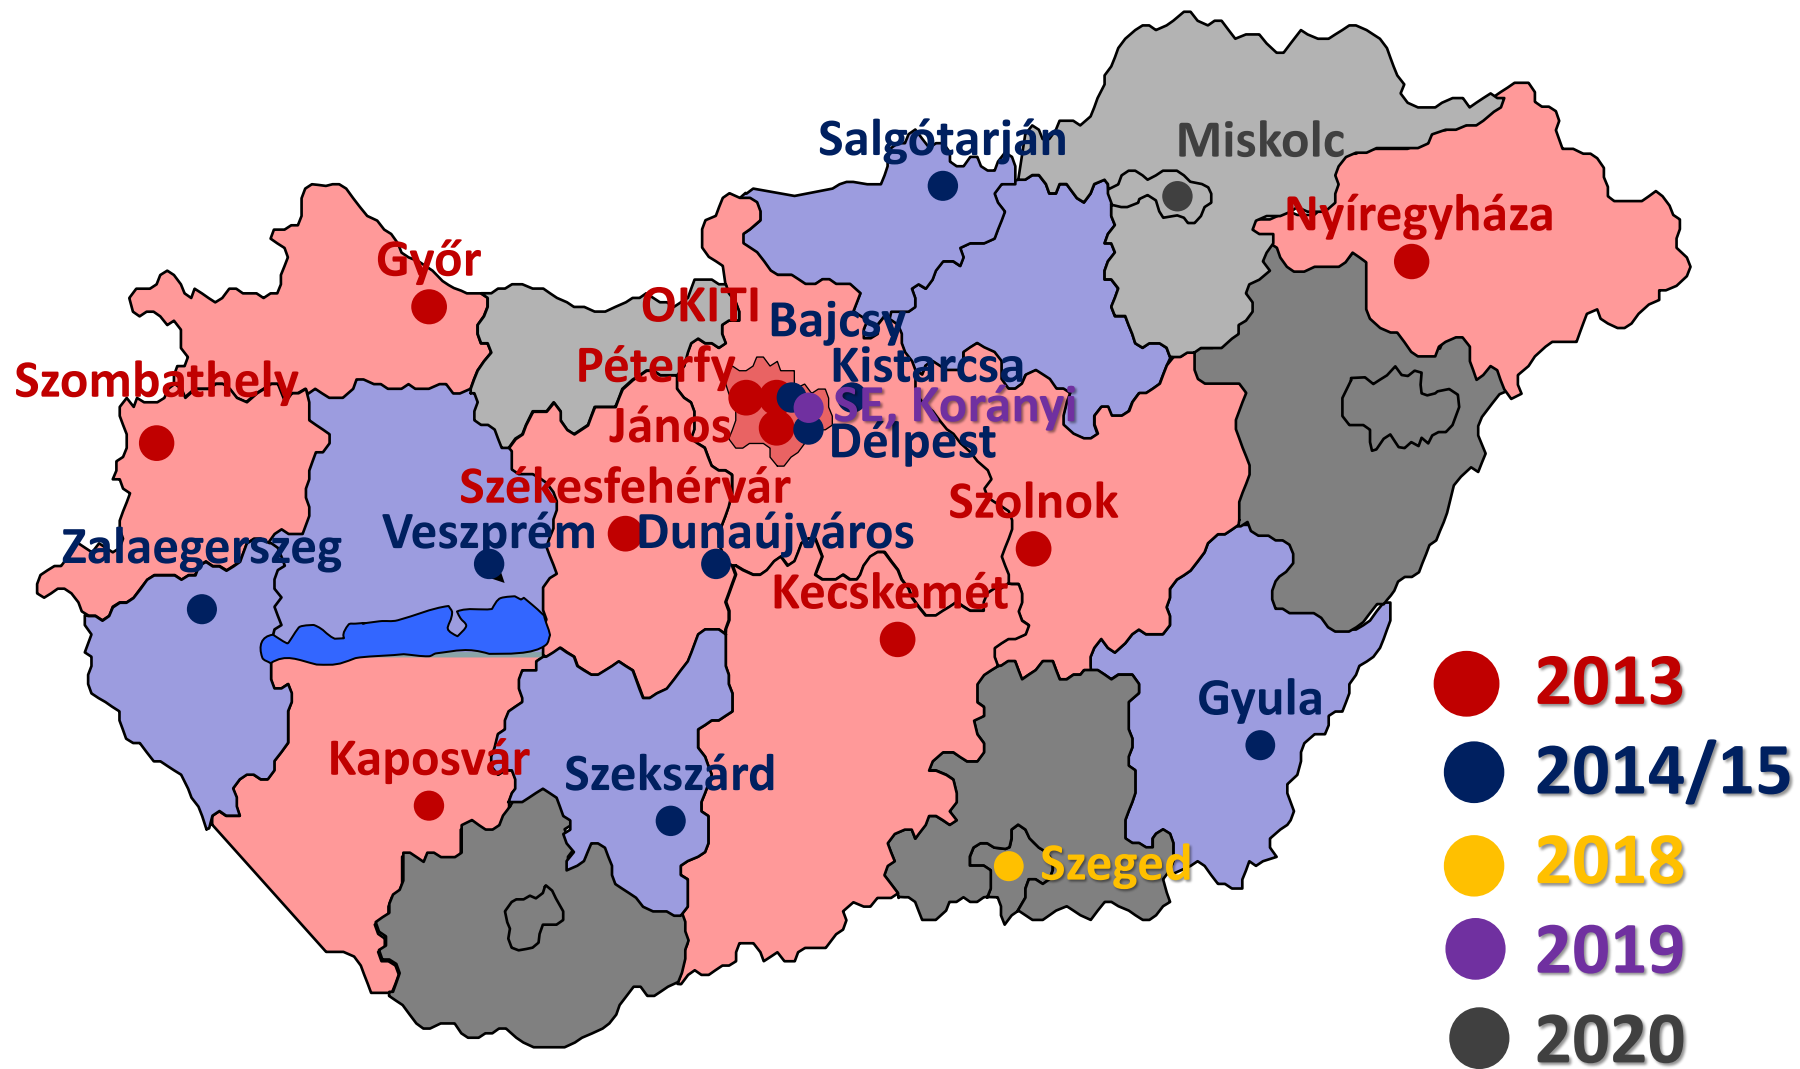 Salgótarján
Miskolc
Nyíregyháza
Győr
OKITI
Bajcsy
Péterfy
Kistarcsa
Szombathely
SE, Korányi
János
Délpest
Székesfehérvár
Szolnok
Zalaegerszeg
Veszprém
Dunaújváros
Kecskemét
Gyula
Kaposvár
Szekszárd
Szeged
2013
2014/15
2018
2019
2020